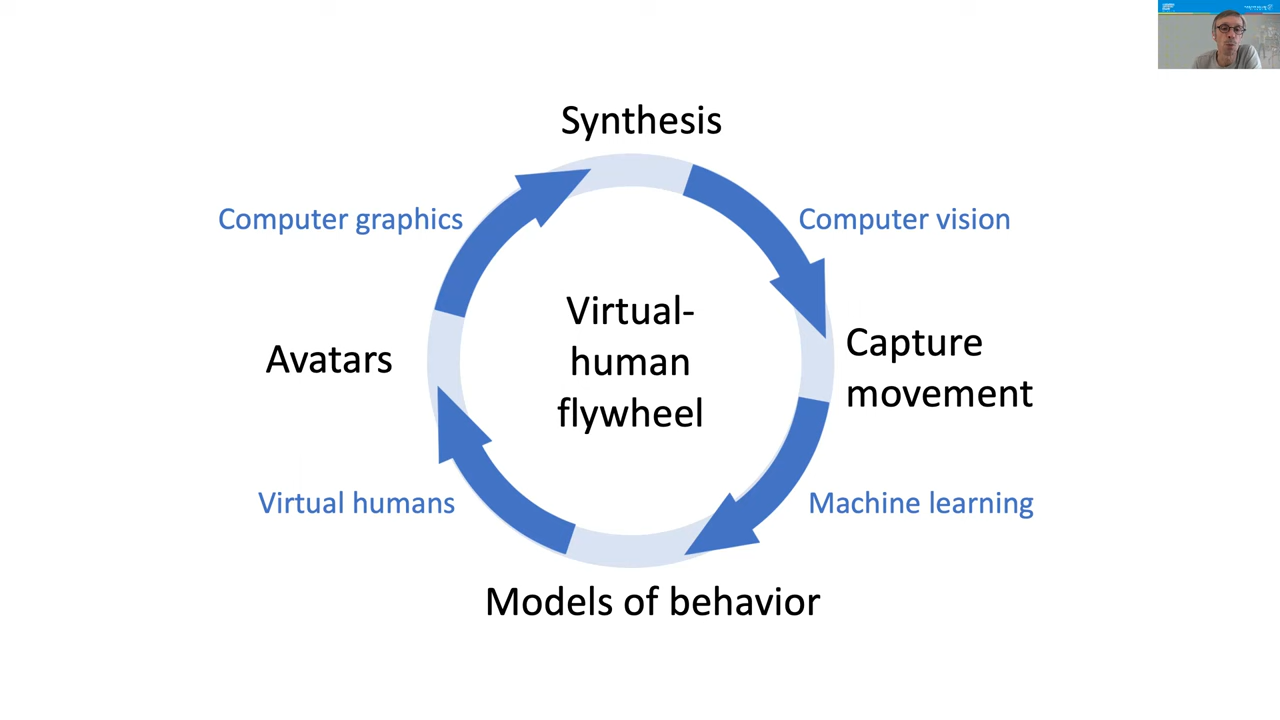 Synthesis
Computer graphics
Computer vision
Virtual-
human
flywheel
Avatars
Capture
movement
Virtual humans
Machine learning
Models of behavior